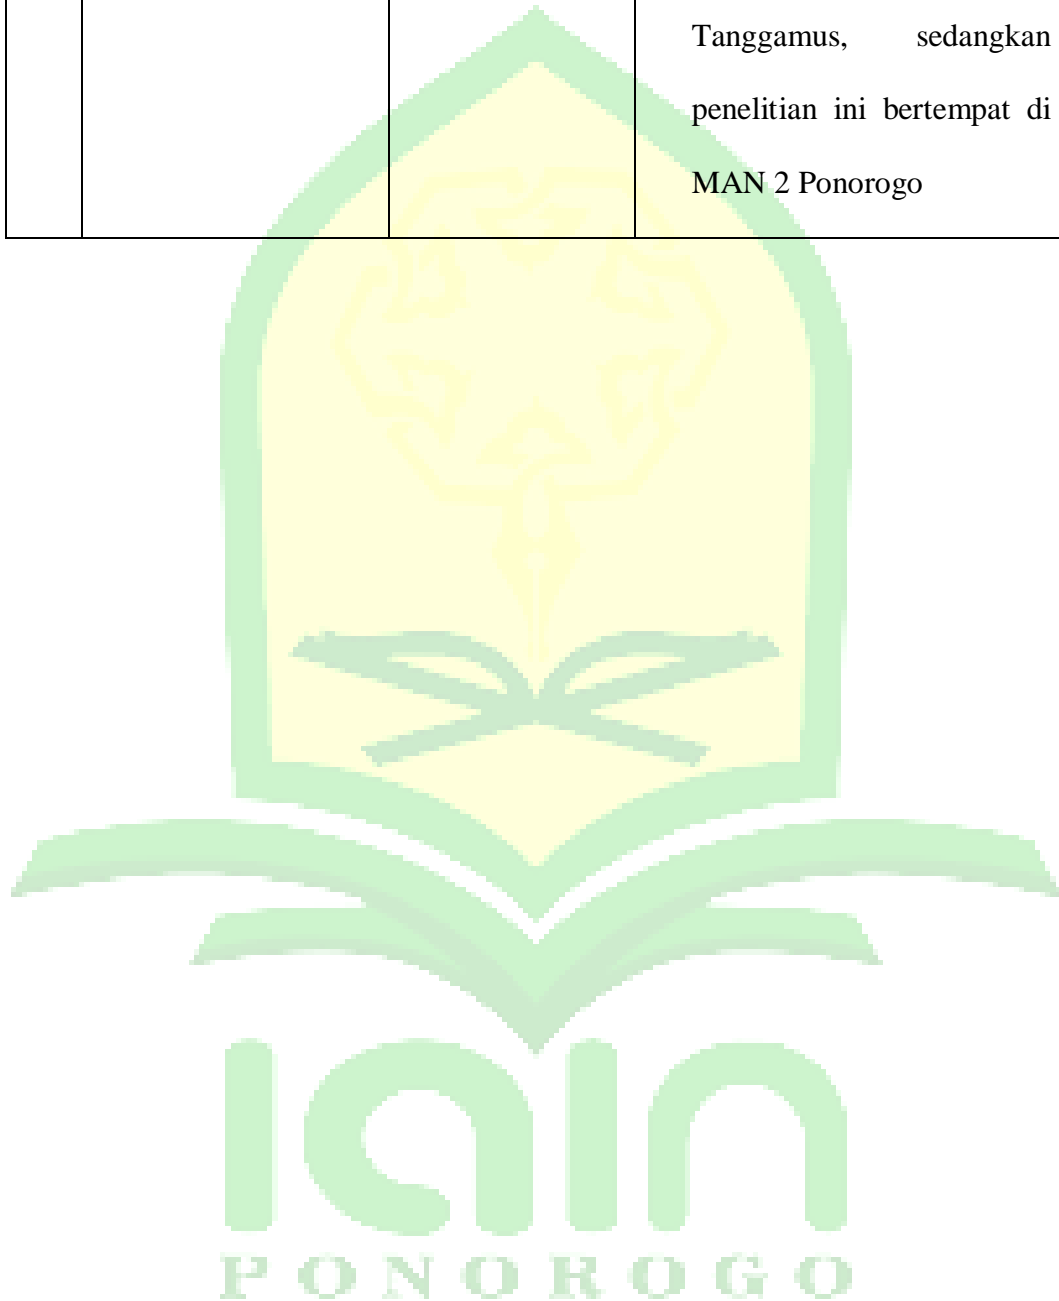 Tanggamus, sedangkan
penelitian ini bertempat di
MAN 2 Ponorogo
iain
PONOROGO